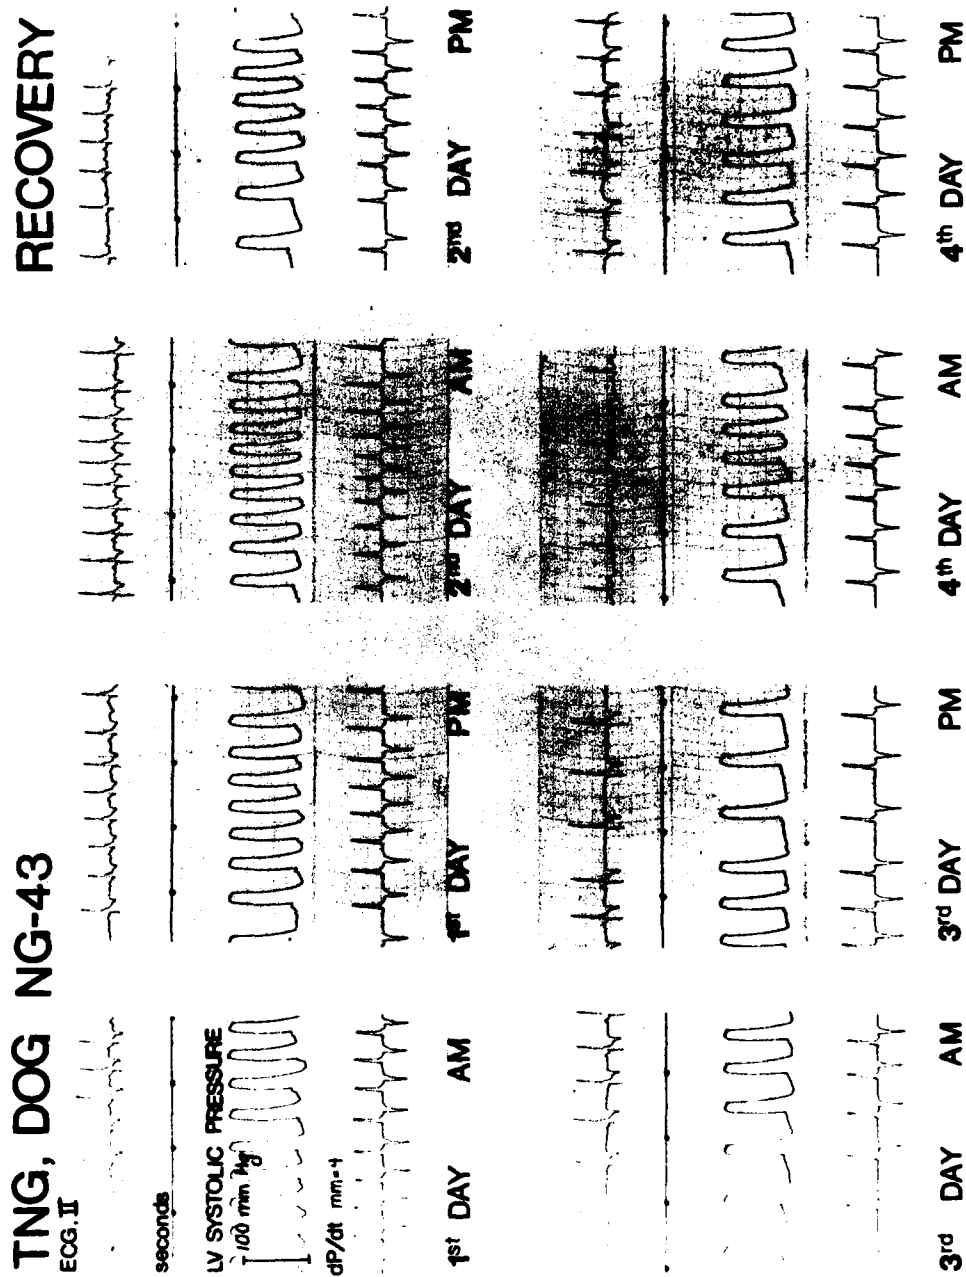 TNG, DOG NG-43 RECOVERY
ECG.II
seconds
LV SYSTOLIC PRESSURE
100 mm Hg
dP/dt mm=4
1st DAY AM
1st DAY PM
2nd DAY AM
2nd DAY PM
3rd DAY AM
3rd DAY PM
4th DAY AM
4th DAY PM